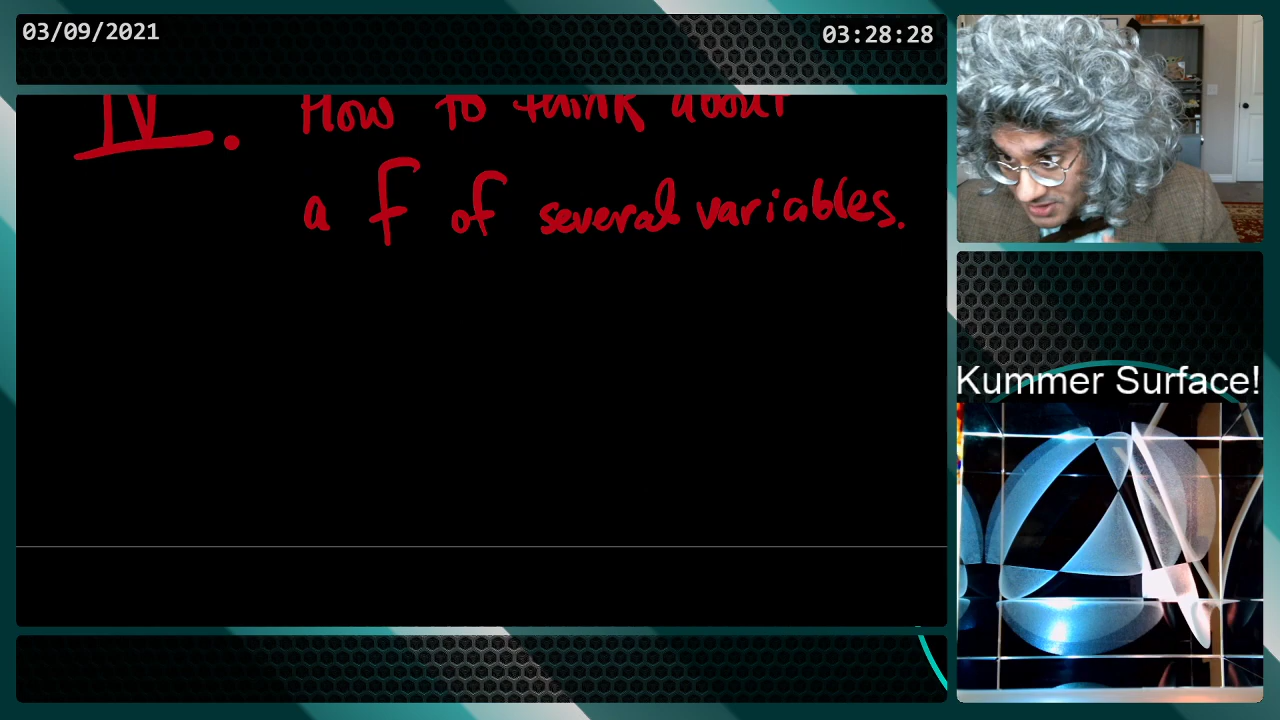 03/09/2021
03:28:28
IV. How to think about
a f of several variables.
Kummer Surface!